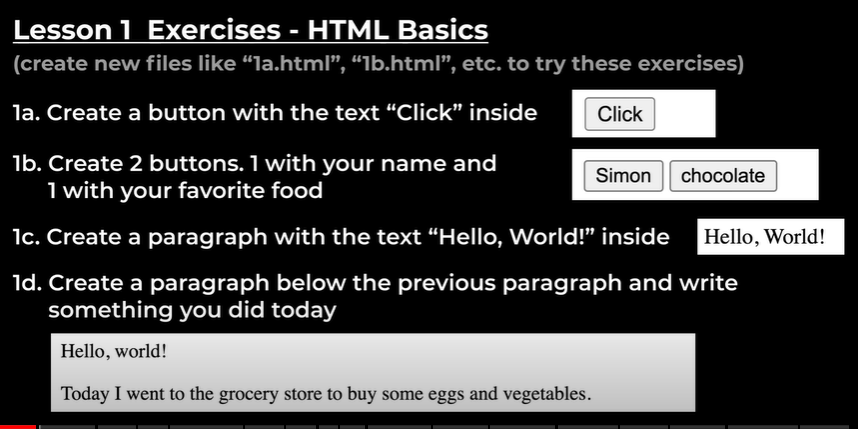 Lesson 1 Exercises - HTML Basics
(create new files like “1a.html”, “1b.html”, etc. to try these exercises)
1a. Create a button with the text “Click” inside
Click
1b. Create 2 buttons. 1 with your name and
1 with your favorite food
Simon chocolate
1c. Create a paragraph with the text “Hello, World!” inside
Hello, World!
1d. Create a paragraph below the previous paragraph and write
something you did today
Hello, world!
Today I went to the grocery store to buy some eggs and vegetables.